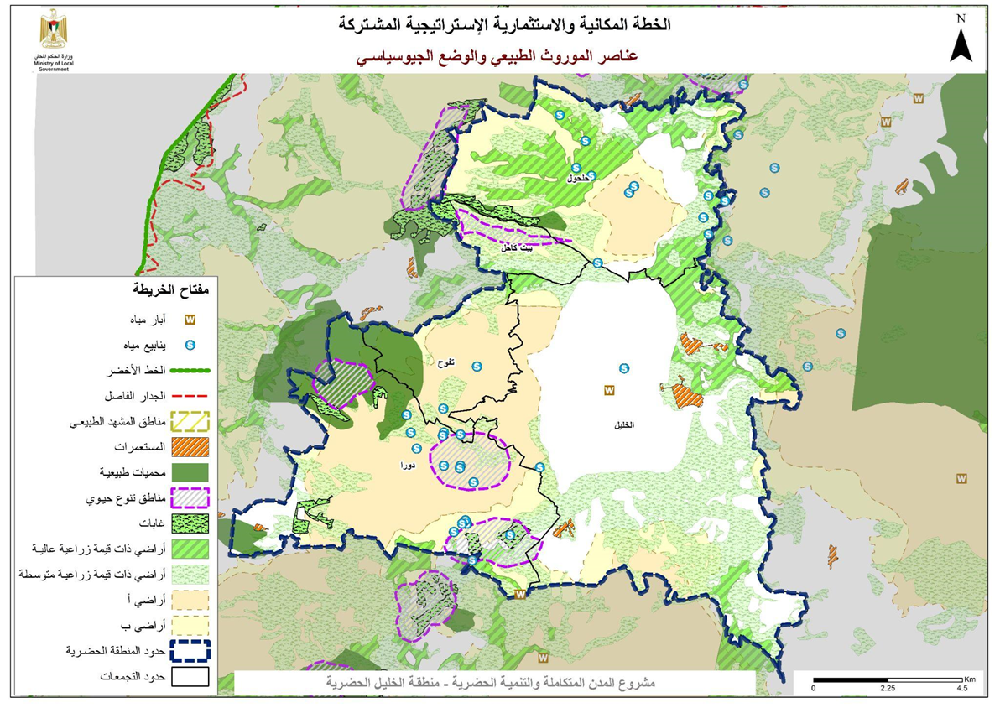 الخطة المكانية والاستثمارية الإستراتيجية المشتركة
عناصر الموروث الطبيعي والوضع الجيوسياسي
وزارة الحكم المحلي
Ministry of Local
Government
N
حلحول
بيت كاحل
تفوح
الخليل
دورا
مفتاح الخريطة
آبار مياه
ينابيع مياه
الخط الأخضر
الجدار الفاصل
مناطق المشهد الطبيعي
المستعمرات
محميات طبيعية
مناطق تنوع حيوي
غابات
أراضي ذات قيمة زراعية عالية
أراضي ذات قيمة زراعية متوسطة
أراضي أ
أراضي ب
حدود المنطقة الحضرية
حدود التجمعات
مشروع المدن المتكاملة والتنمية الحضرية - منطقة الخليل الحضرية
Km
0 2.25 4.5